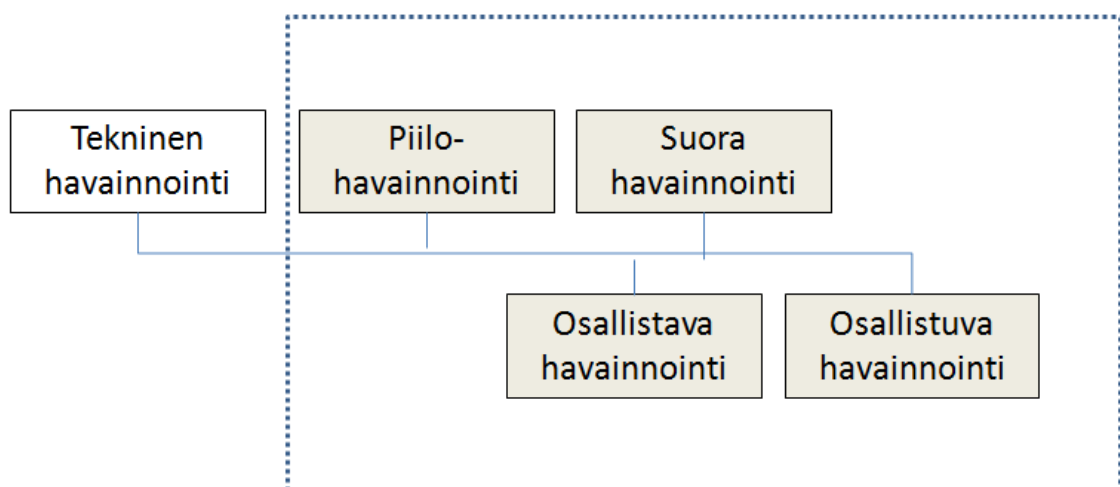 Tekninen
havainnointi
Piilo-
havainnointi
Suora
havainnointi
Osallistava
havainnointi
Osallistuva
havainnointi